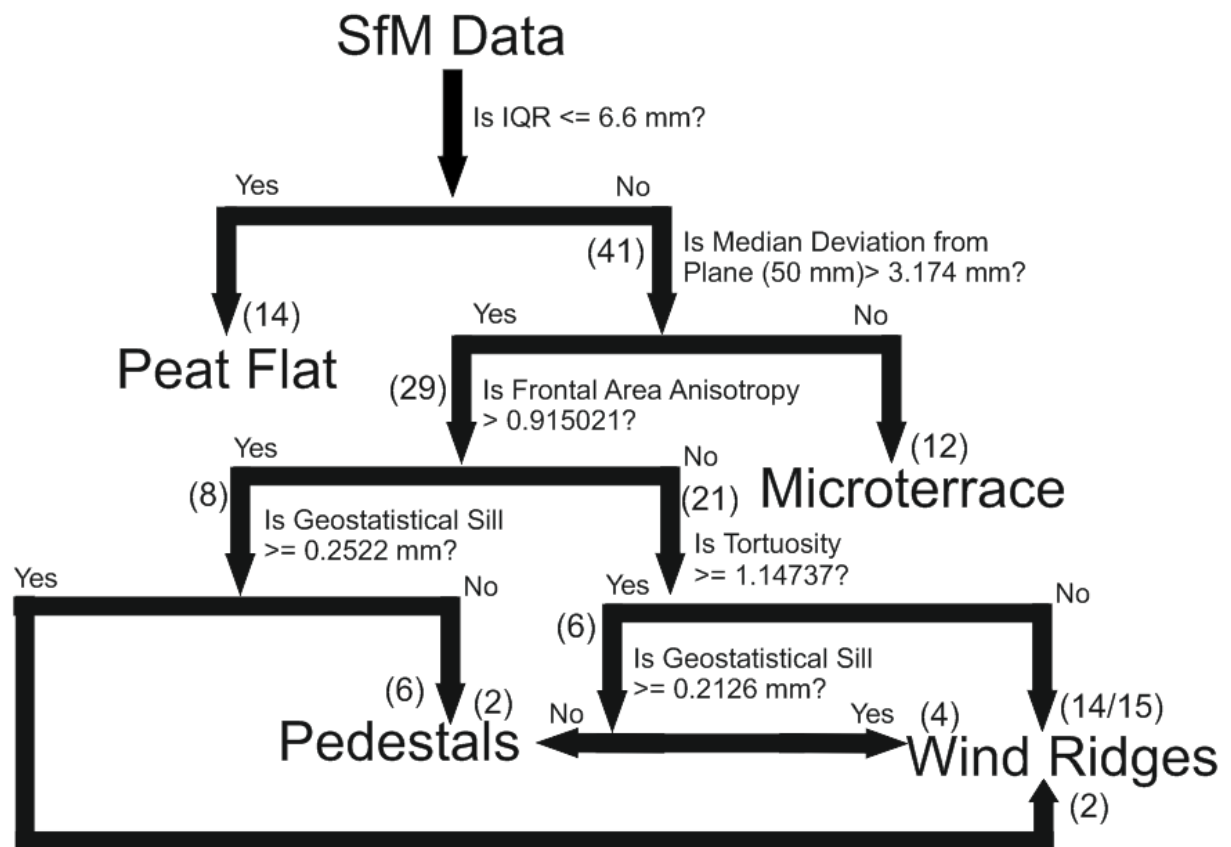 SfM Data
Is IQR <= 6.6 mm?
Yes
No
(41)
Is Median Deviation from
Plane (50 mm)> 3.174 mm?
(14)
Peat Flat
Yes
No
(29)
Is Frontal Area Anisotropy
> 0.915021?
(12)
Microterrace
Yes
No
(8)
(21)
Is Geostatistical Sill
>= 0.2522 mm?
Is Tortuosity
>= 1.14737?
Yes
No
Yes
No
(6)
Is Geostatistical Sill
>= 0.2126 mm?
(6)
(2)
No
Yes
(4)
(14/15)
Pedestals
Wind Ridges
(2)